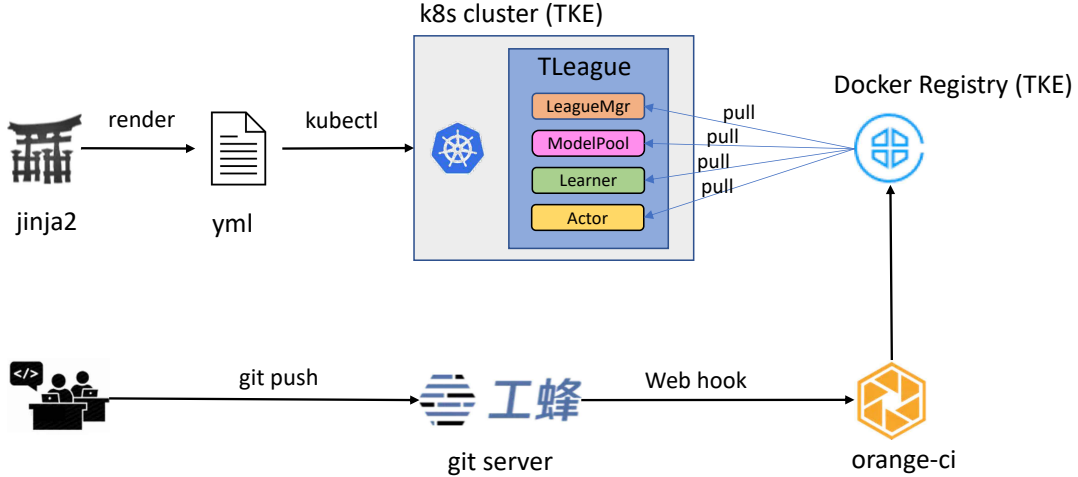 k8s cluster (TKE)
TLeague
Docker Registry (TKE)
LeagueMgr
ModelPool
Learner
Actor
pull
pull
pull
pull
render
kubectl
jinja2
yml
</>
git push
工蜂
Web hook
git server
orange-ci